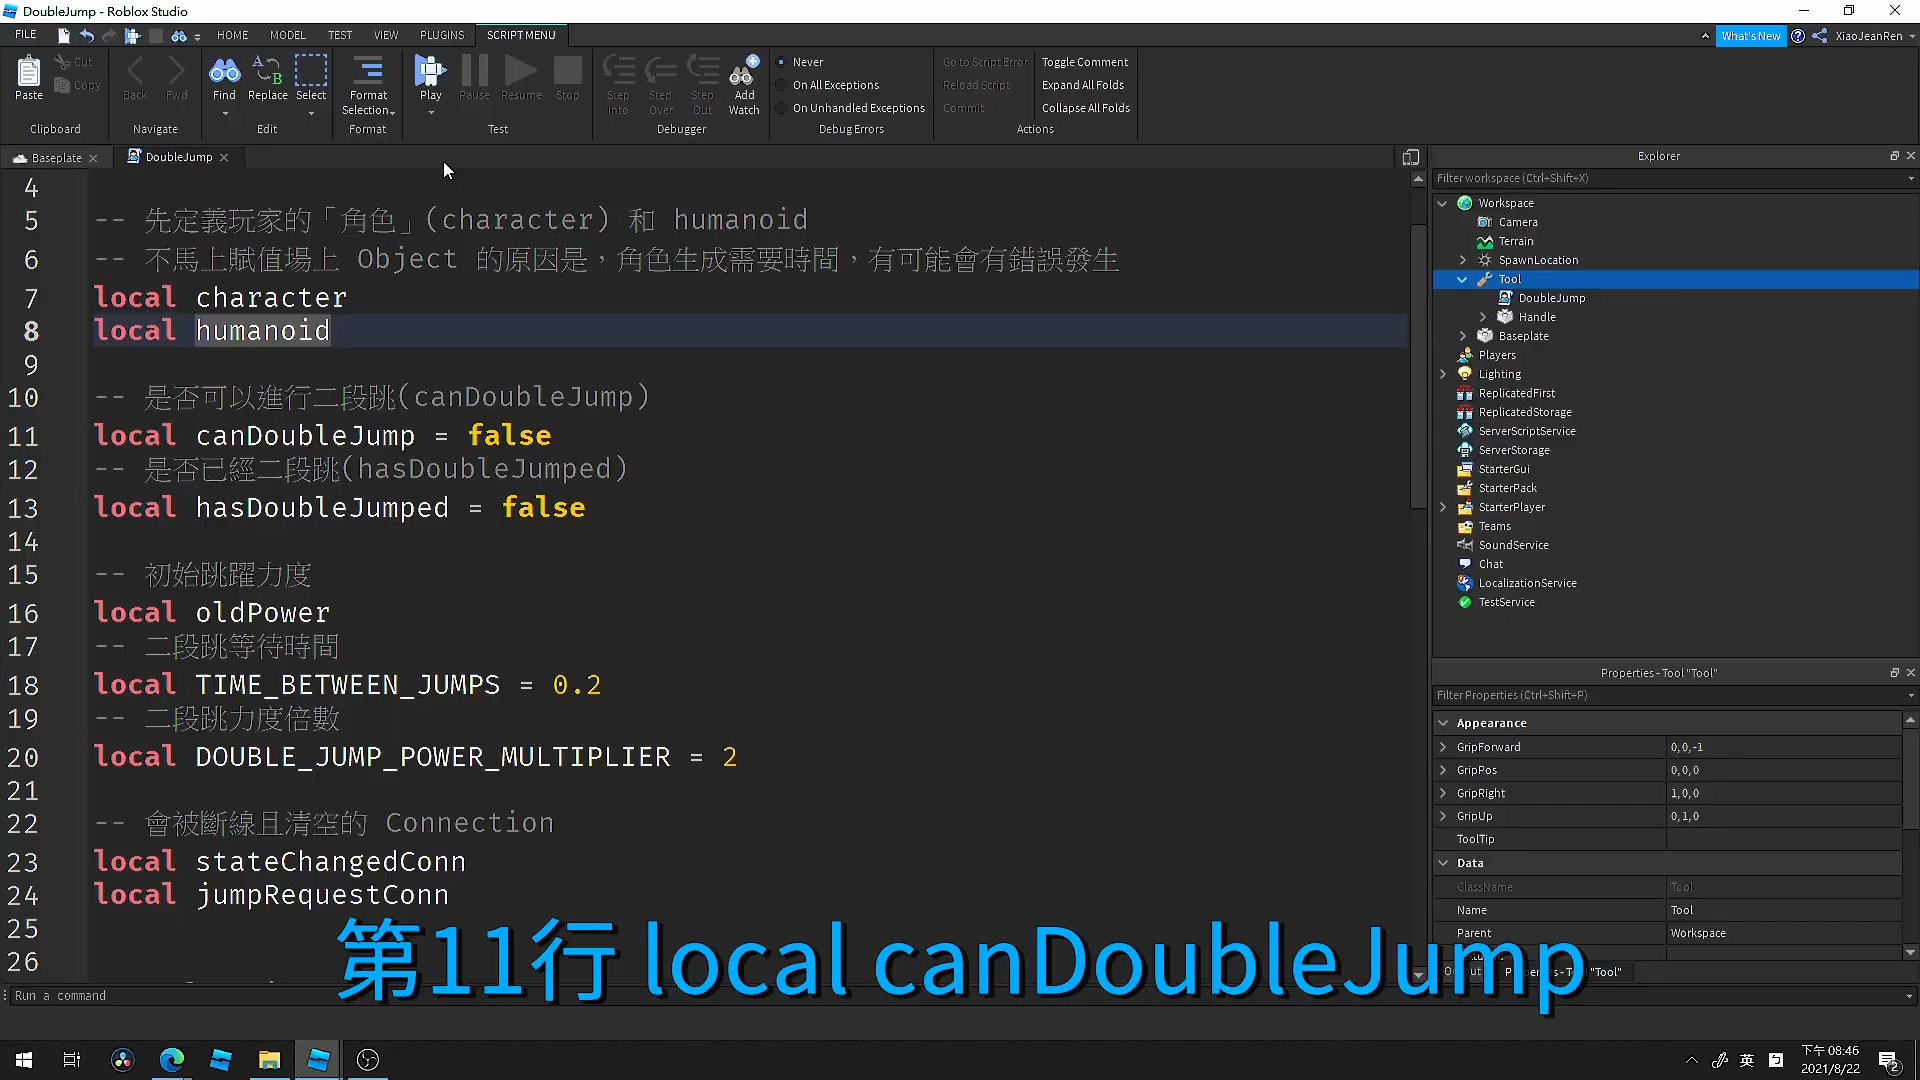 DoubleJump - Roblox Studio
FILE HOME MODEL TEST VIEW PLUGINS SCRIPT MENU What's New XiaoJeanRen
Paste Cut Copy Back Fwd Find Replace Select Format Selection Play Pause Resume Stop Step Into Step Over Step Out Add Watch
Never
On All Exceptions
On Unhandled Exceptions
Go to Script Error
Reload Script
Commit
Toggle Comment
Expand All Folds
Collapse All Folds
Clipboard Navigate Edit Format Test Debugger Debug Errors Actions
Baseplate DoubleJump
4
5 -- 先定義玩家的「角色」(character) 和 humanoid
6 -- 不馬上賦值場上 Object 的原因是，角色生成需要時間，有可能會有錯誤發生
7 local character
8 local humanoid
9
10 -- 是否可以進行二段跳(canDoubleJump)
11 local canDoubleJump = false
12 -- 是否已經二段跳(hasDoubleJumped)
13 local hasDoubleJumped = false
14
15 -- 初始跳躍力度
16 local oldPower
17 -- 二段跳等待時間
18 local TIME_BETWEEN_JUMPS = 0.2
19 -- 二段跳力度倍數
20 local DOUBLE_JUMP_POWER_MULTIPLIER = 2
21
22 -- 會被斷線且清空的 Connection
23 local stateChangedConn
24 local jumpRequestConn
25
26
第11行 local canDoubleJump
Run a command
Explorer
Filter workspace (Ctrl+Shift+X)
Workspace
Camera
Terrain
SpawnLocation
Tool
DoubleJump
Handle
Baseplate
Players
Lighting
ReplicatedFirst
ReplicatedStorage
ServerScriptService
ServerStorage
StarterGui
StarterPack
StarterPlayer
Teams
SoundService
Chat
LocalizationService
TestService
Properties - Tool "Tool"
Filter Properties (Ctrl+Shift+P)
Appearance
GripForward 0,0,-1
GripPos 0,0,0
GripRight 1,0,0
GripUp 0,1,0
ToolTip
Data
ClassName Tool
Name Tool
Parent Workspace
Output Properties - Tool "Tool"
英
下午 08:46
2021/8/22
2